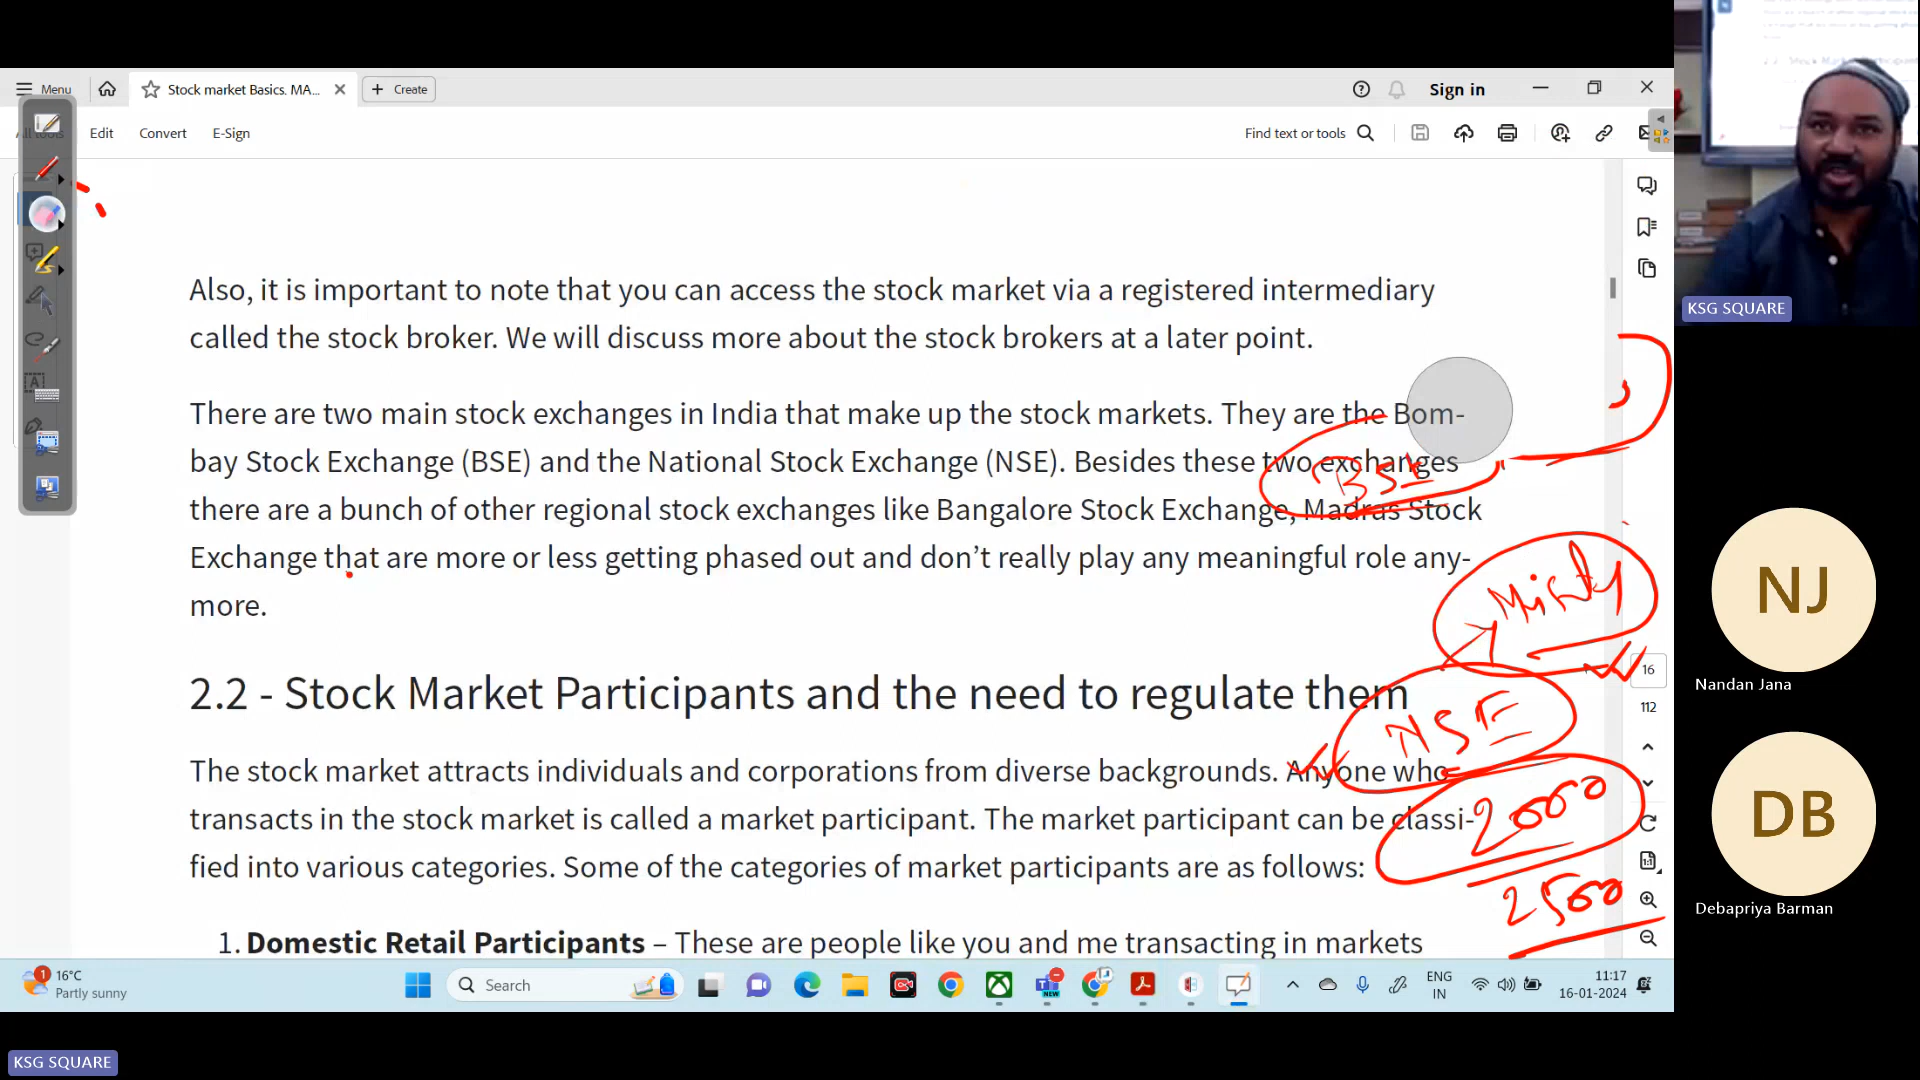 Menu
Stock market Basics. MA...
Create
Sign in
All tools
Edit
Convert
E-Sign
Find text or tools
Also, it is important to note that you can access the stock market via a registered intermediary
called the stock broker. We will discuss more about the stock brokers at a later point.
There are two main stock exchanges in India that make up the stock markets. They are the Bom-
bay Stock Exchange (BSE) and the National Stock Exchange (NSE). Besides these two exchanges
BSE
there are a bunch of other regional stock exchanges like Bangalore Stock Exchange, Madras Stock
Exchange that are more or less getting phased out and don't really play any meaningful role any-
more.
16
112
2.2 - Stock Market Participants and the need to regulate them
NSE
The stock market attracts individuals and corporations from diverse backgrounds. Anyone who
transacts in the stock market is called a market participant. The market participant can be classi-
2000
fied into various categories. Some of the categories of market participants are as follows:
2500
1. Domestic Retail Participants – These are people like you and me transacting in markets
1
16°C
Partly sunny
Search
NEW
ENG
IN
11:17
16-01-2024
KSG SQUARE
KSG SQUARE
NJ
Nandan Jana
DB
Debapriya Barman